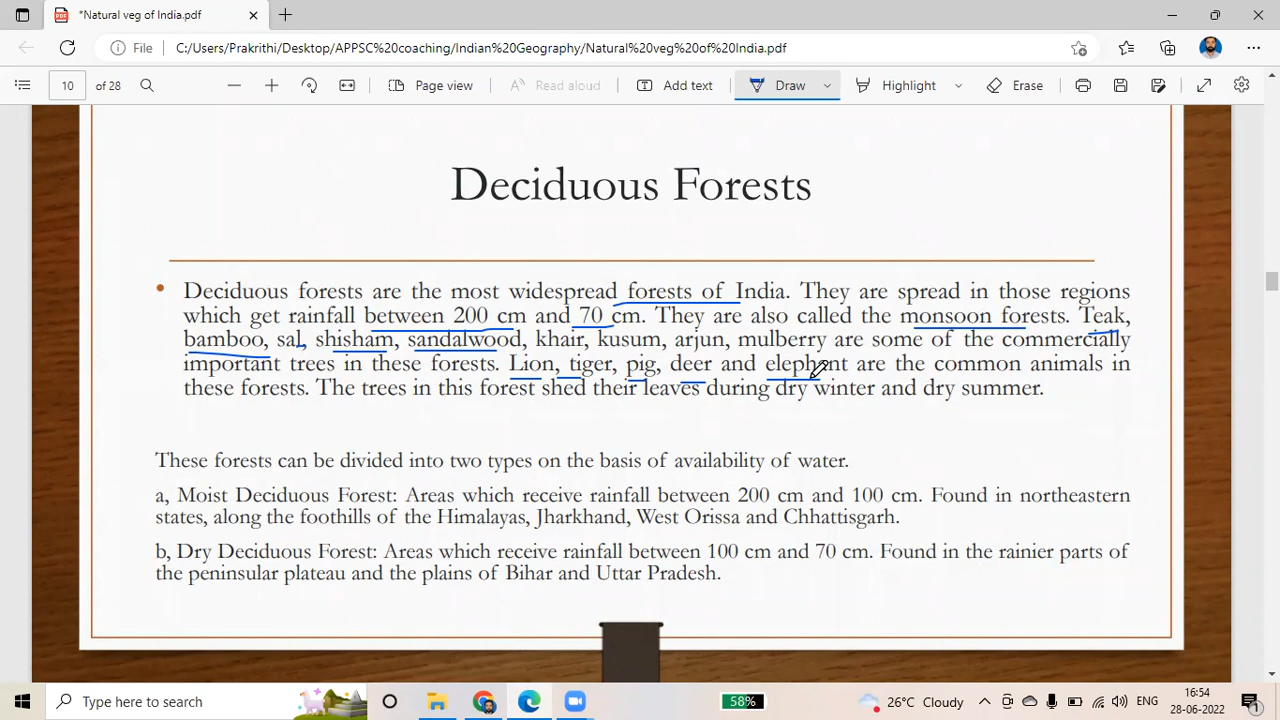 *Natural veg of India.pdf
File C:/Users/Prakrithi/Desktop/APPSC%20coaching/Indian%20Geography/Natural%20veg%20of%20India.pdf
10 of 28 Page view Read aloud Add text Draw Highlight Erase
Deciduous Forests
• Deciduous forests are the most widespread forests of India. They are spread in those regions
which get rainfall between 200 cm and 70 cm. They are also called the monsoon forests. Teak,
bamboo, sal, shisham, sandalwood, khair, kusum, arjun, mulberry are some of the commercially
important trees in these forests. Lion, tiger, pig, deer and elephant are the common animals in
these forests. The trees in this forest shed their leaves during dry winter and dry summer.
These forests can be divided into two types on the basis of availability of water.
a, Moist Deciduous Forest: Areas which receive rainfall between 200 cm and 100 cm. Found in northeastern
states, along the foothills of the Himalayas, Jharkhand, West Orissa and Chhattisgarh.
b, Dry Deciduous Forest: Areas which receive rainfall between 100 cm and 70 cm. Found in the rainier parts of
the peninsular plateau and the plains of Bihar and Uttar Pradesh.
Type here to search 58% 26°C Cloudy ENG 16:54
28-06-2022 1